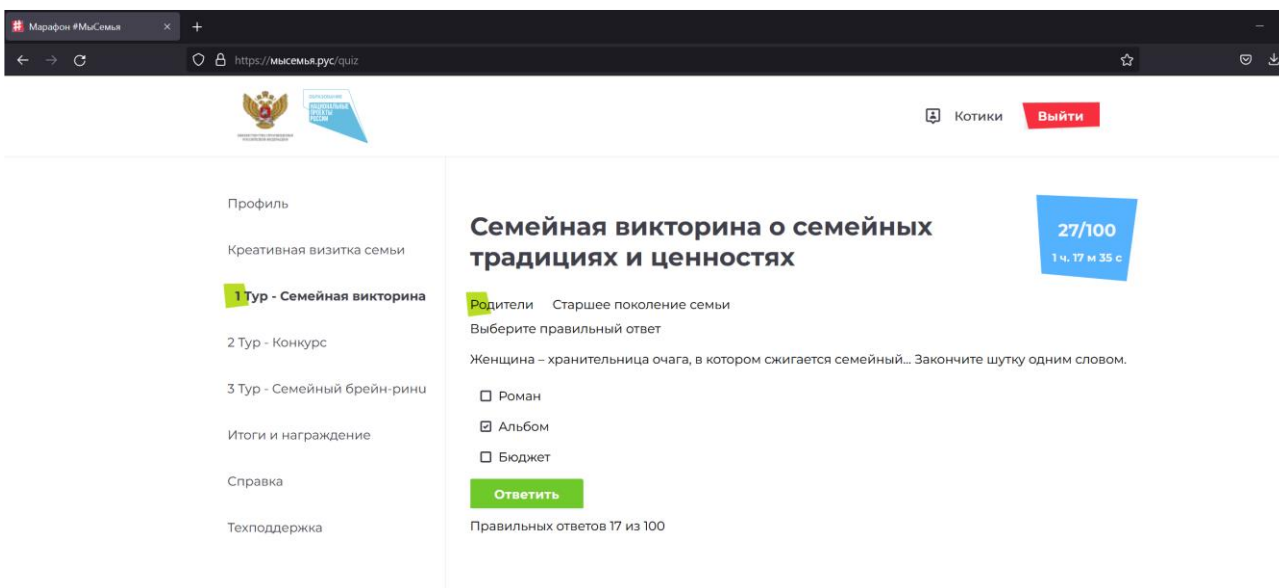 Марафон #МыСемья
https://мысемья.рус/quiz
НАЦИОНАЛЬНЫЕ
ПРОЕКТЫ
РОССИИ
Котики
Выйти
Профиль
Креативная визитка семьи
1 Тур - Семейная викторина
2 Тур - Конкурс
3 Тур - Семейный брейн-ринг
Итоги и награждение
Справка
Техподдержка
Семейная викторина о семейных
традициях и ценностях
27/100
1 ч. 17 м 35 с
Родители Старшее поколение семьи
Выберите правильный ответ
Женщина – хранительница очага, в котором сжигается семейный... Закончите шутку одним словом.
Роман
Альбом
Бюджет
Ответить
Правильных ответов 17 из 100